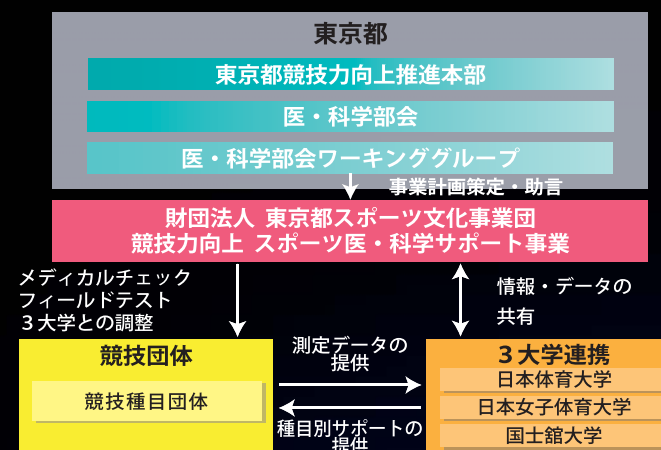 東京都
東京都競技力向上推進本部
医・科学部会
医・科学部会ワーキンググループ
事業計画策定・助言
財団法人 東京都スポーツ文化事業団
競技力向上 スポーツ医・科学サポート事業
メディカルチェック
フィールドテスト
3大学との調整
情報・データの
共有
競技団体
競技種目団体
測定データの
提供
種目別サポートの
提供
3大学連携
日本体育大学
日本女子体育大学
国士舘大学